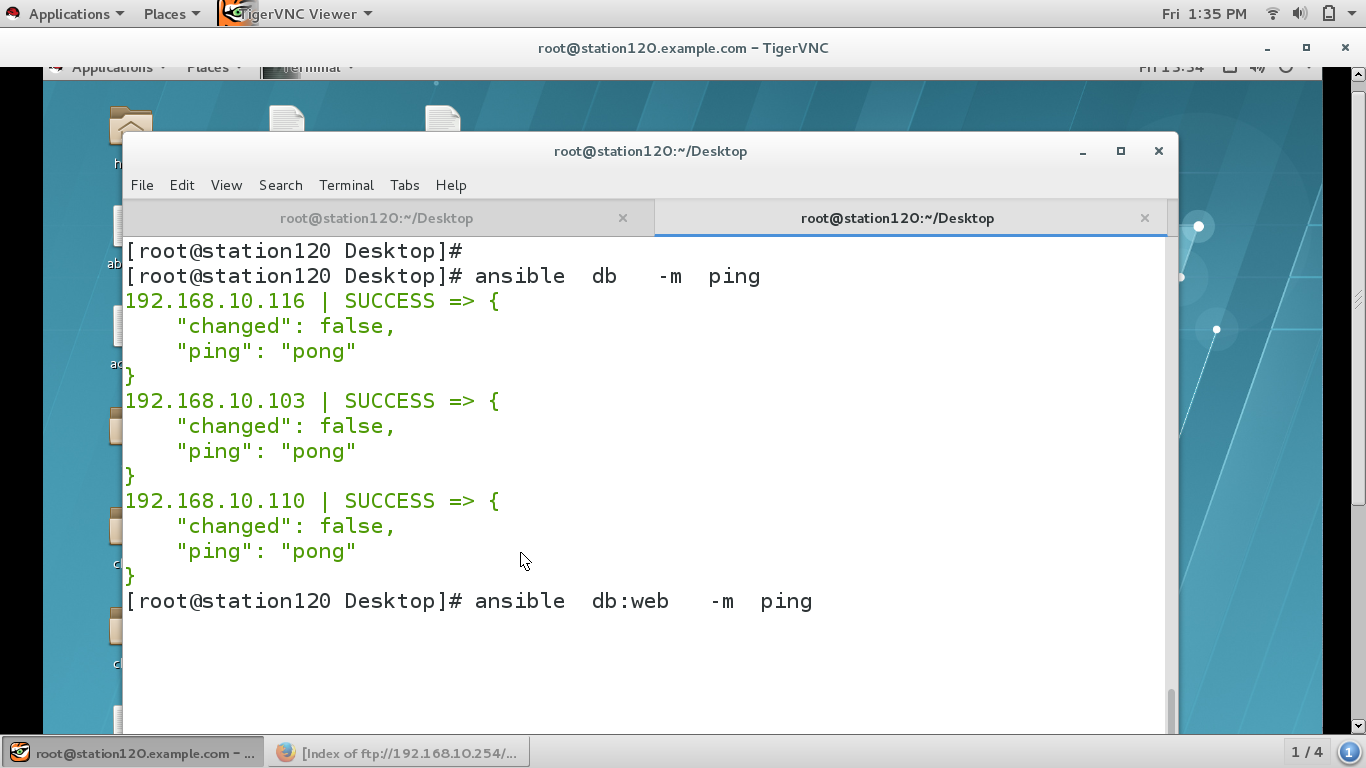 Applications Places TigerVNC Viewer Fri 1:35 PM
root@station120.example.com - TigerVNC
Applications Places Terminal Fri 13:34
root@station120:~/Desktop
File Edit View Search Terminal Tabs Help
root@station120:~/Desktop root@station120:~/Desktop
[root@station120 Desktop]#
[root@station120 Desktop]# ansible  db   -m  ping
192.168.10.116 | SUCCESS => {
    "changed": false,
    "ping": "pong"
}
192.168.10.103 | SUCCESS => {
    "changed": false,
    "ping": "pong"
}
192.168.10.110 | SUCCESS => {
    "changed": false,
    "ping": "pong"
}
[root@station120 Desktop]# ansible  db:web   -m  ping
root@station120.example.com - ... [Index of ftp://192.168.10.254/... 1 / 4 1